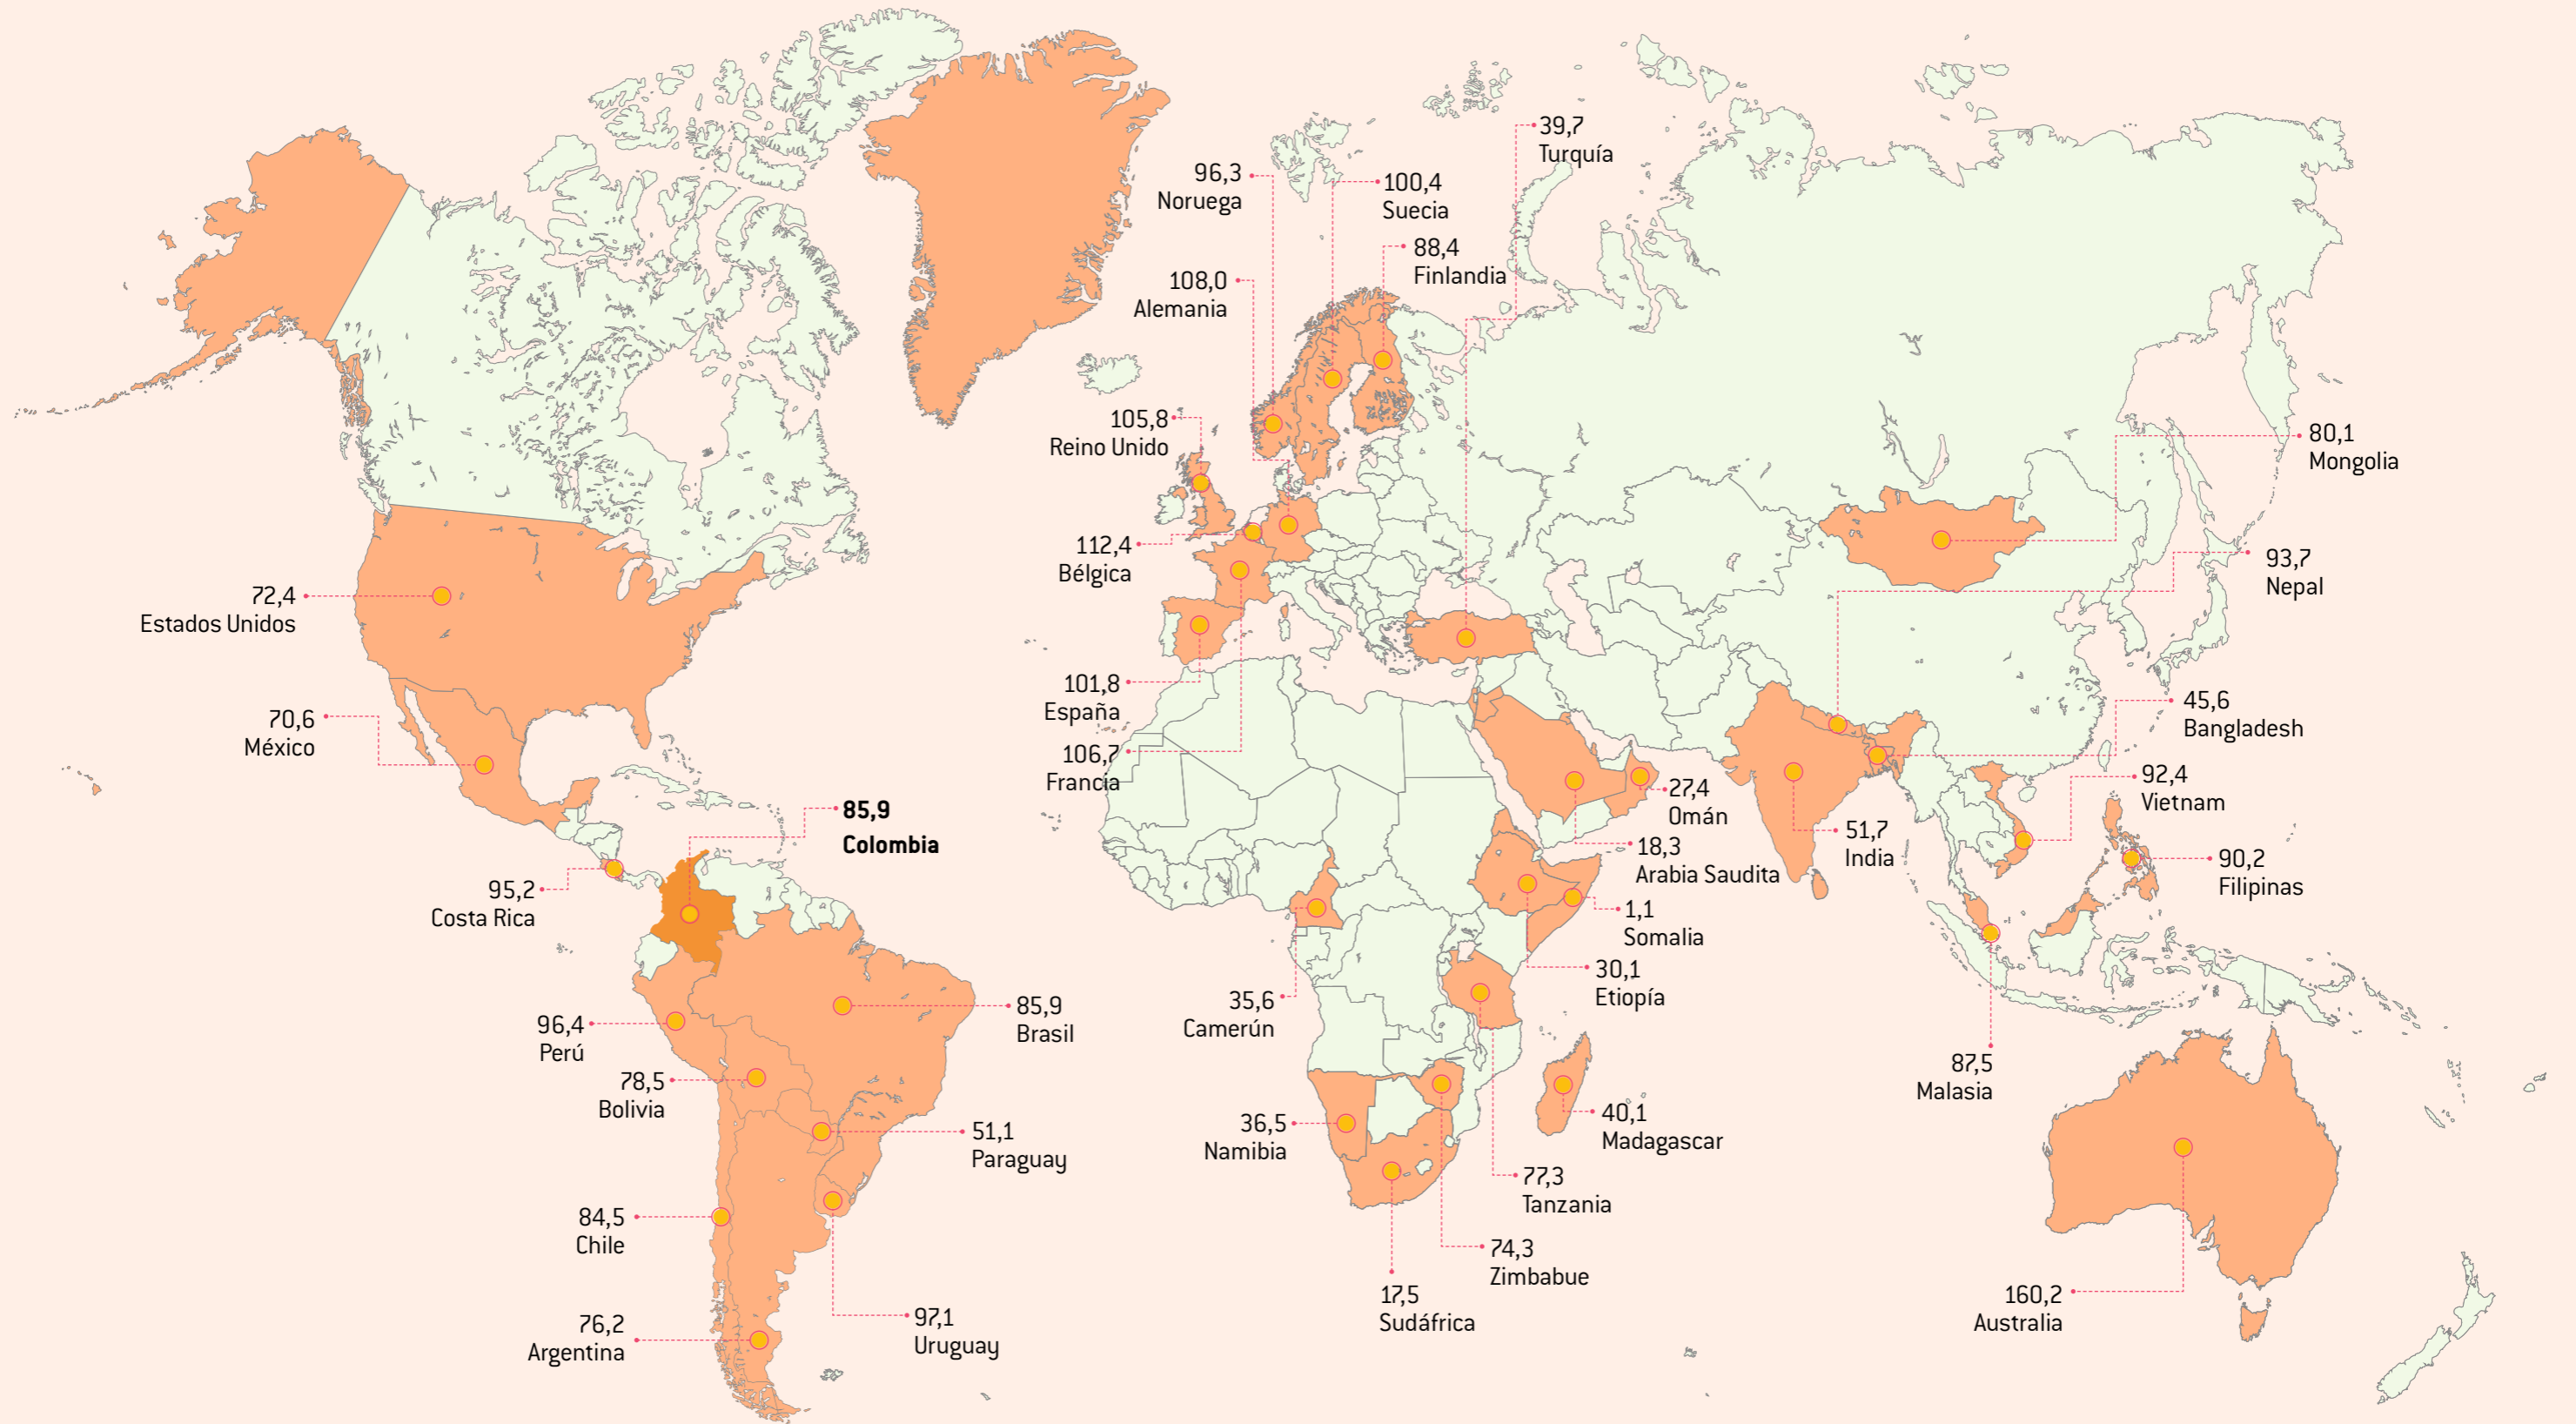 39,7
Turquía
96,3
Noruega
100,4
Suecia
88,4
Finlandia
108,0
Alemania
105,8
Reino Unido
80,1
Mongolia
112,4
Bélgica
93,7
Nepal
72,4
Estados Unidos
101,8
España
45,6
Bangladesh
70,6
México
106,7
Francia
92,4
Vietnam
27,4
Omán
85,9
Colombia
51,7
India
18,3
Arabia Saudita
90,2
Filipinas
95,2
Costa Rica
1,1
Somalia
30,1
Etiopía
35,6
Camerún
85,9
Brasil
96,4
Perú
87,5
Malasia
78,5
Bolivia
40,1
Madagascar
36,5
Namibia
51,1
Paraguay
77,3
Tanzania
84,5
Chile
74,3
Zimbabue
17,5
Sudáfrica
160,2
Australia
97,1
Uruguay
76,2
Argentina